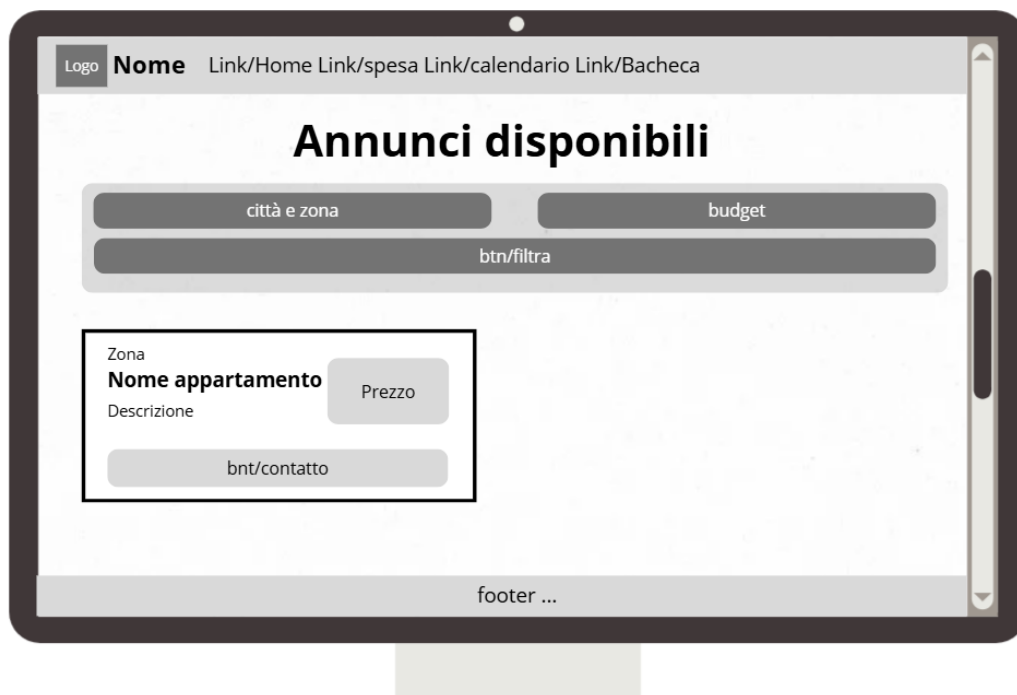 Logo Nome Link/Home Link/spesa Link/calendario Link/Bacheca
Annunci disponibili
città e zona budget
btn/filtra
Zona
Nome appartamento
Prezzo
Descrizione
bnt/contatto
footer ...